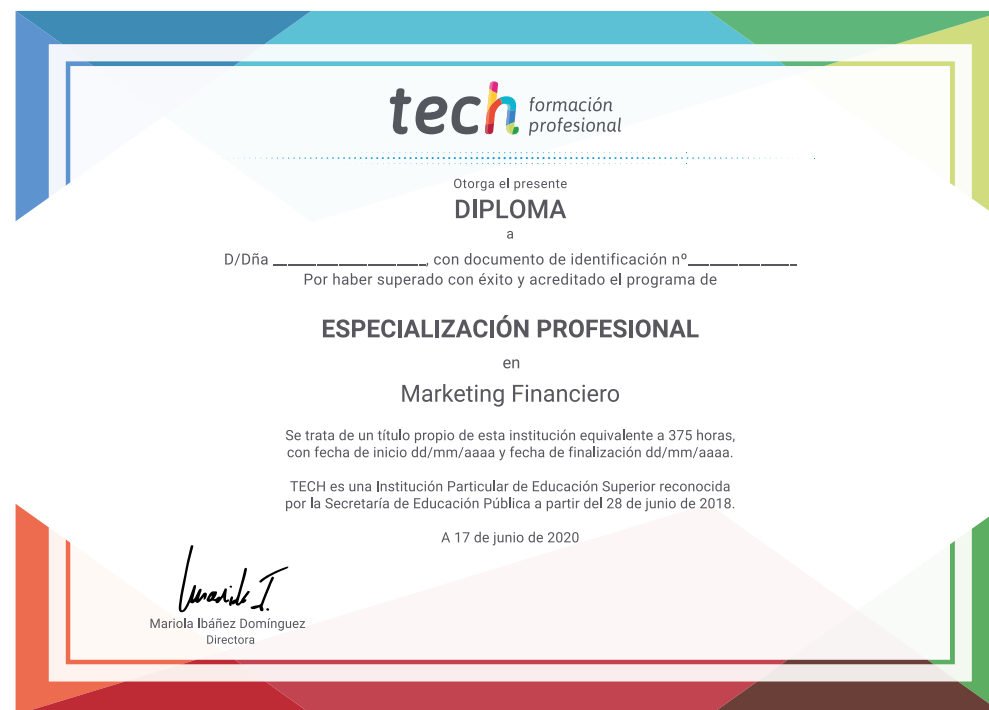 tech formación
profesional
Otorga el presente
DIPLOMA
a
D/Dña ____________________, con documento de identificación nº______________
Por haber superado con éxito y acreditado el programa de
ESPECIALIZACIÓN PROFESIONAL
en
Marketing Financiero
Se trata de un título propio de esta institución equivalente a 375 horas,
con fecha de inicio dd/mm/aaaa y fecha de finalización dd/mm/aaaa.
TECH es una Institución Particular de Educación Superior reconocida
por la Secretaría de Educación Pública a partir del 28 de junio de 2018.
A 17 de junio de 2020
Mariola Ibáñez Domínguez
Directora